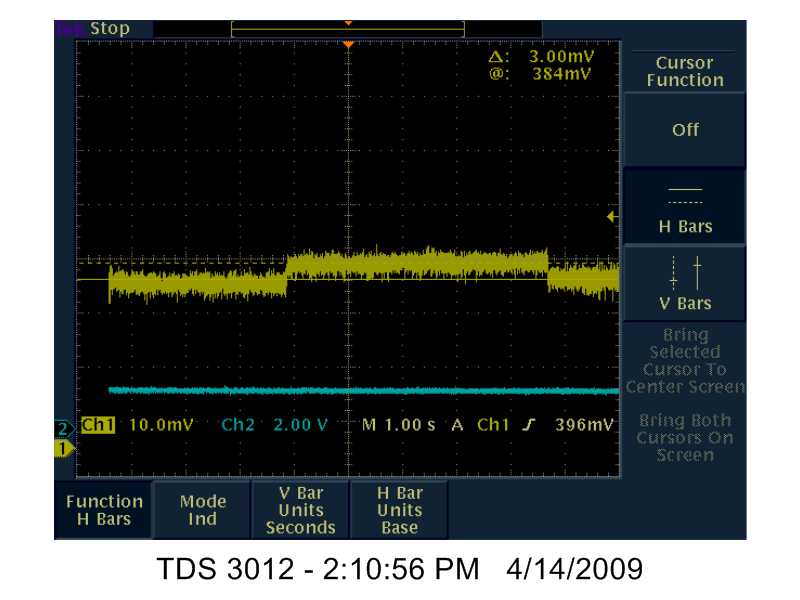 Tek Stop
Δ: 3.00mV
@: 384mV
Cursor
Function
Off
H Bars
V Bars
Bring
Selected
Cursor To
Center Screen
Bring Both
Cursors On
Screen
2
1
Ch1 10.0mV Ch2 2.00 V M 1.00 s A Ch1 ƒ 396mV
Function
H Bars
Mode
Ind
V Bar
Units
Seconds
H Bar
Units
Base
TDS 3012 - 2:10:56 PM 4/14/2009